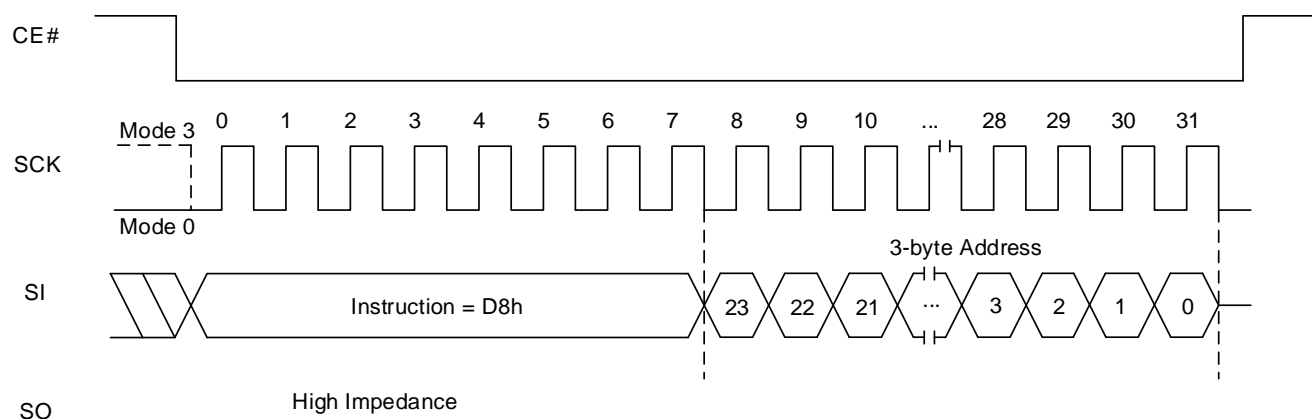 CE#
Mode 3
0 1 2 3 4 5 6 7 8 9 10 ... 28 29 30 31
SCK
Mode 0
3-byte Address
SI
Instruction = D8h
23 22 21 ... 3 2 1 0
High Impedance
SO